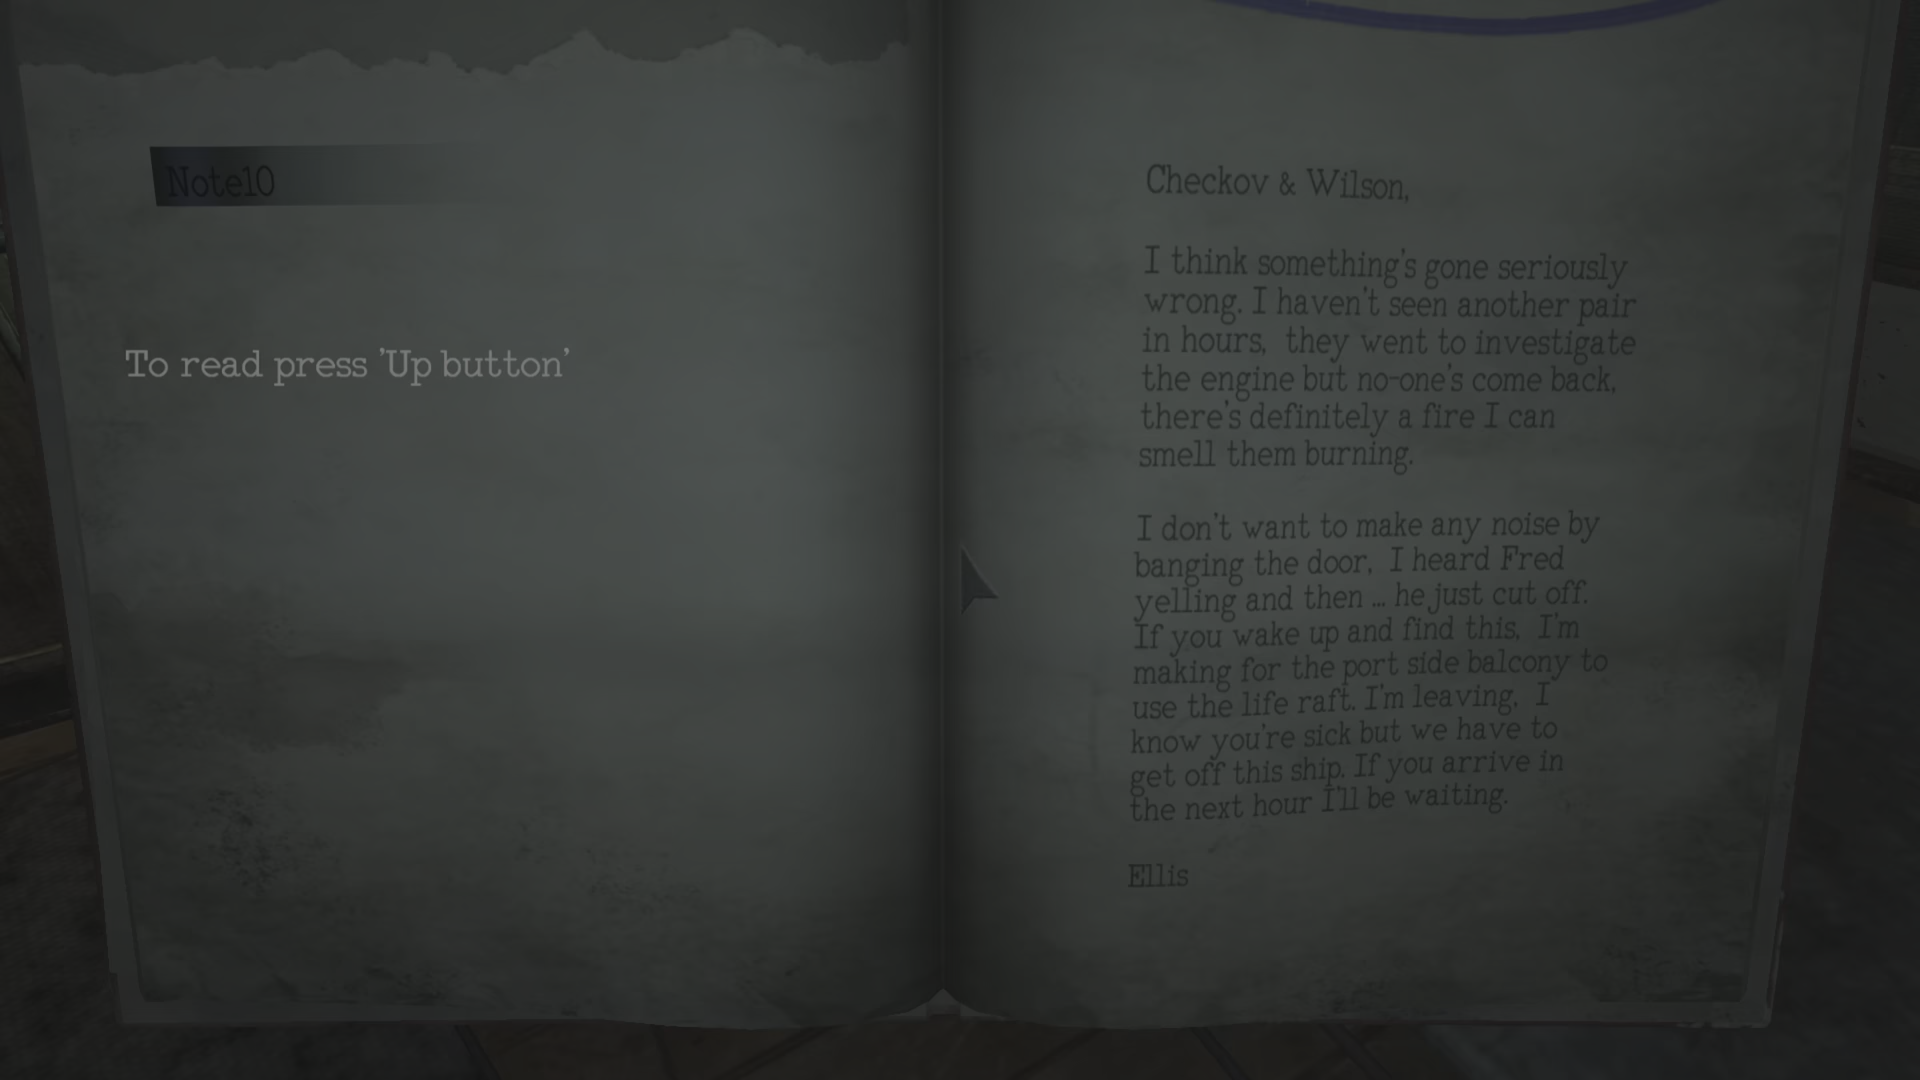 Note10
To read press 'Up button'
Checkov & Wilson,
I think something's gone seriously
wrong. I haven't seen another pair
in hours, they went to investigate
the engine but no-one's come back,
there's definitely a fire I can
smell them burning.
I don't want to make any noise by
banging the door, I heard Fred
yelling and then ... he just cut off.
If you wake up and find this, I'm
making for the port side balcony to
use the life raft. I'm leaving, I
know you're sick but we have to
get off this ship. If you arrive in
the next hour I'll be waiting.
Ellis